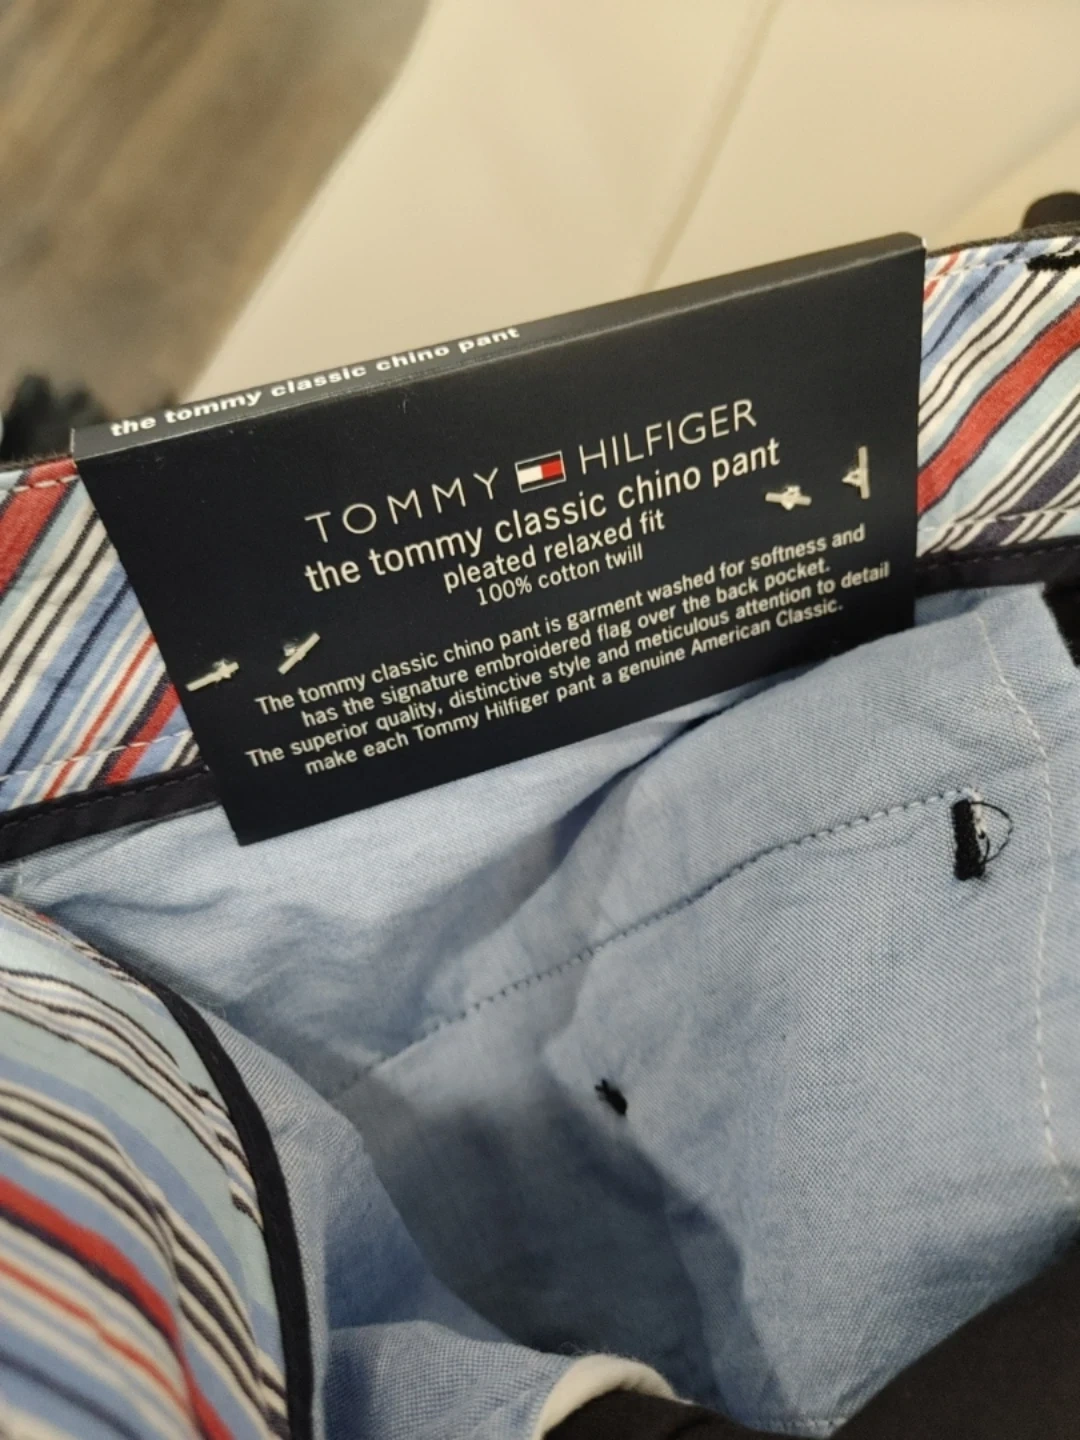 the tommy classic chino pant
TOMMY HILFIGER
the tommy classic chino pant
pleated relaxed fit
100% cotton twill
The tommy classic chino pant is garment washed for softness and
has the signature embroidered flag over the back pocket.
The superior quality, distinctive style and meticulous attention to detail
make each Tommy Hilfiger pant a genuine American Classic.